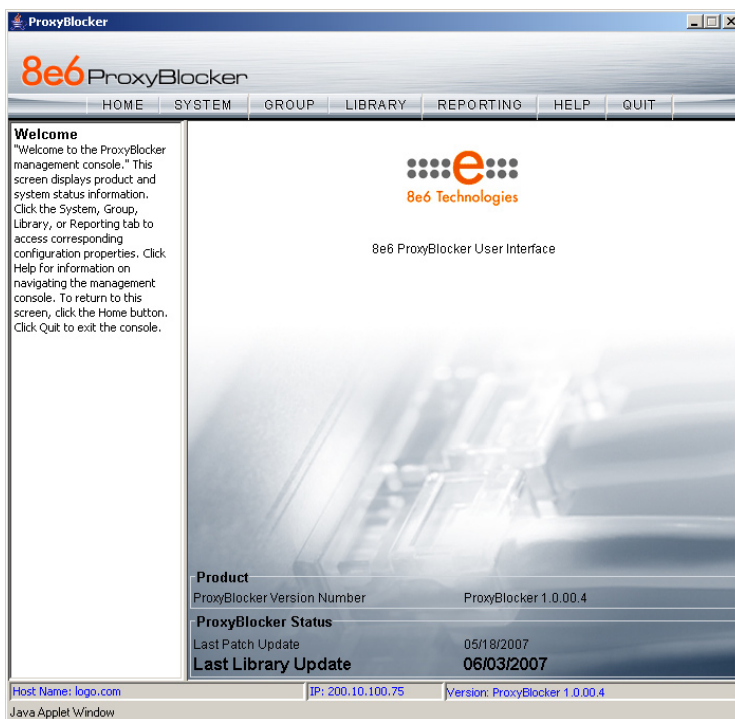 ProxyBlocker
8e6 ProxyBlocker
HOME SYSTEM GROUP LIBRARY REPORTING HELP QUIT
Welcome
"Welcome to the ProxyBlocker
management console." This
screen displays product and
system status information.
Click the System, Group,
Library, or Reporting tab to
access corresponding
configuration properties. Click
Help for information on
navigating the management
console. To return to this
screen, click the Home button.
Click Quit to exit the console.
e
8e6 Technologies
8e6 ProxyBlocker User Interface
Product
ProxyBlocker Version Number ProxyBlocker 1.0.00.4
ProxyBlocker Status
Last Patch Update 05/18/2007
Last Library Update 06/03/2007
Host Name: logo.com IP: 200.10.100.75 Version: ProxyBlocker 1.0.00.4
Java Applet Window